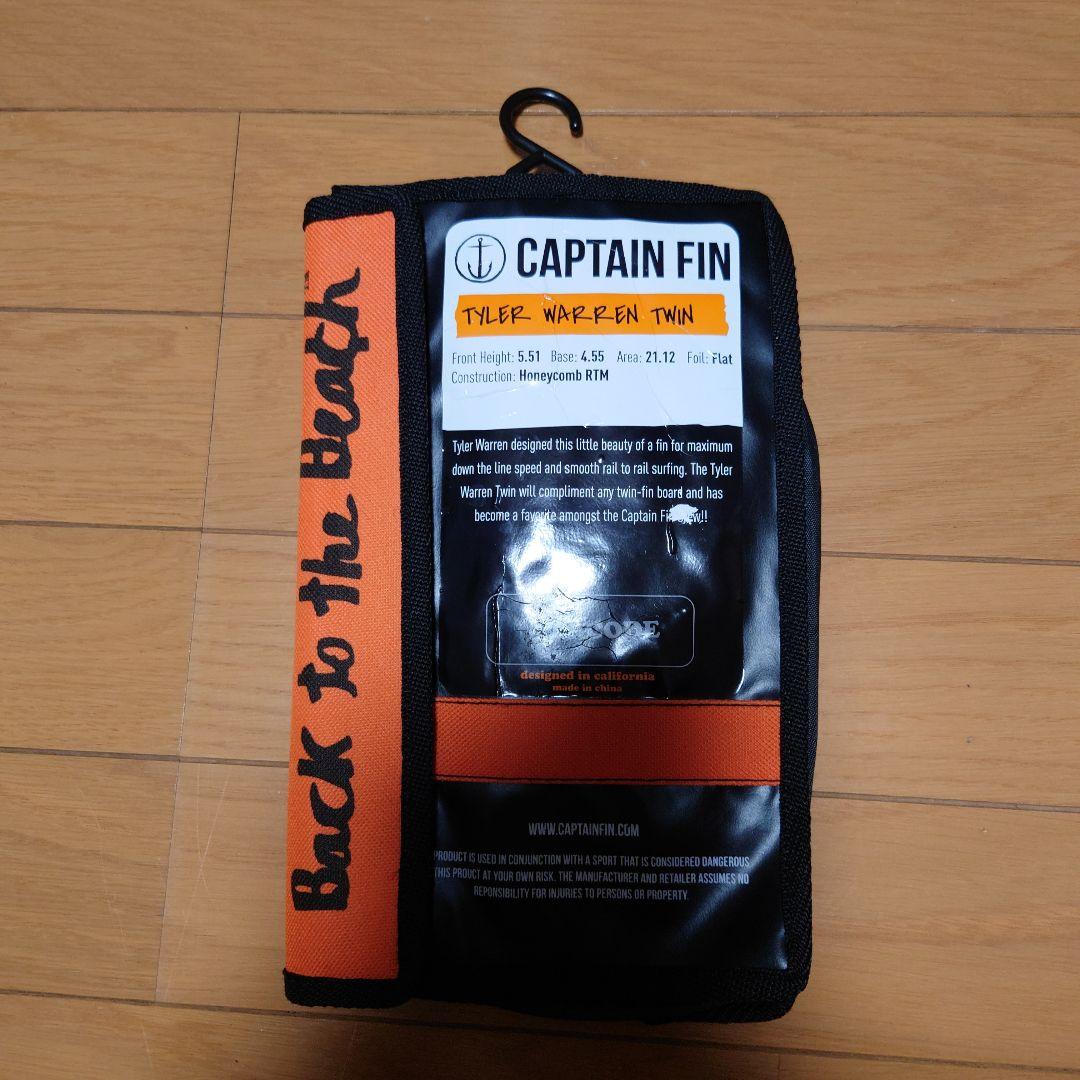 Back to the Beach
CAPTAIN FIN
TYLER WARREN TWIN
Front Height: 5.51 Base: 4.55 Area: 21.12 Foil: Flat
Construction: Honeycomb RTM
Tyler Warren designed this little beauty of a fin for maximum
down the line speed and smooth rail to rail surfing. The Tyler
Warren Twin will compliment any twin-fin board and has
become a favorite amongst the Captain
designed in california
made in china
WWW.CAPTAINFIN.COM
PRODUCT IS USED IN CONJUNCTION WITH A SPORT THAT IS CONSIDERED DANGEROUS
THIS PROUCT AT YOUR OWN RISK. THE MANUFACTURER AND RETAILER ASSUMES NO
REPONSIBILITY FOR INJURIES TO PERSONS OR PROPERTY.